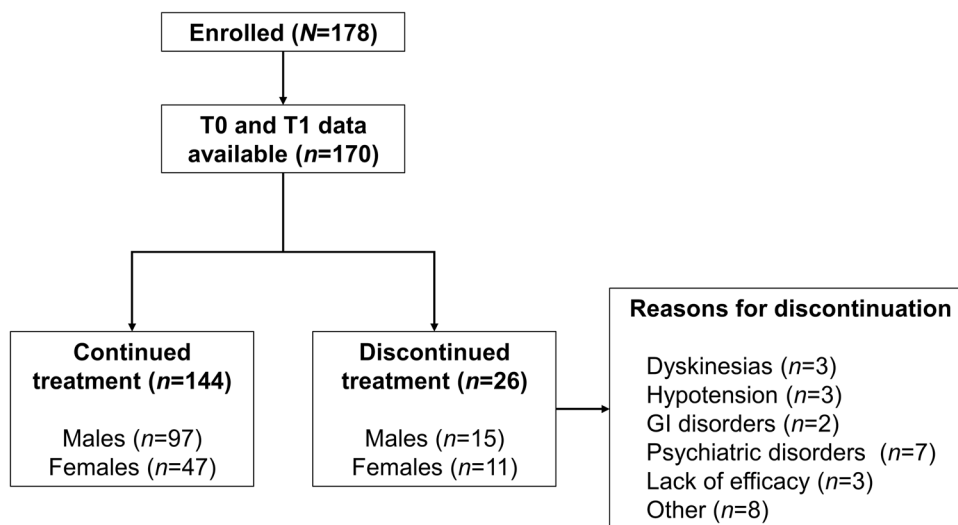 Enrolled (N=178)
T0 and T1 data
available (n=170)
Continued
treatment (n=144)
Males (n=97)
Females (n=47)
Discontinued
treatment (n=26)
Males (n=15)
Females (n=11)
Reasons for discontinuation
Dyskinesias (n=3)
Hypotension (n=3)
GI disorders (n=2)
Psychiatric disorders (n=7)
Lack of efficacy (n=3)
Other (n=8)